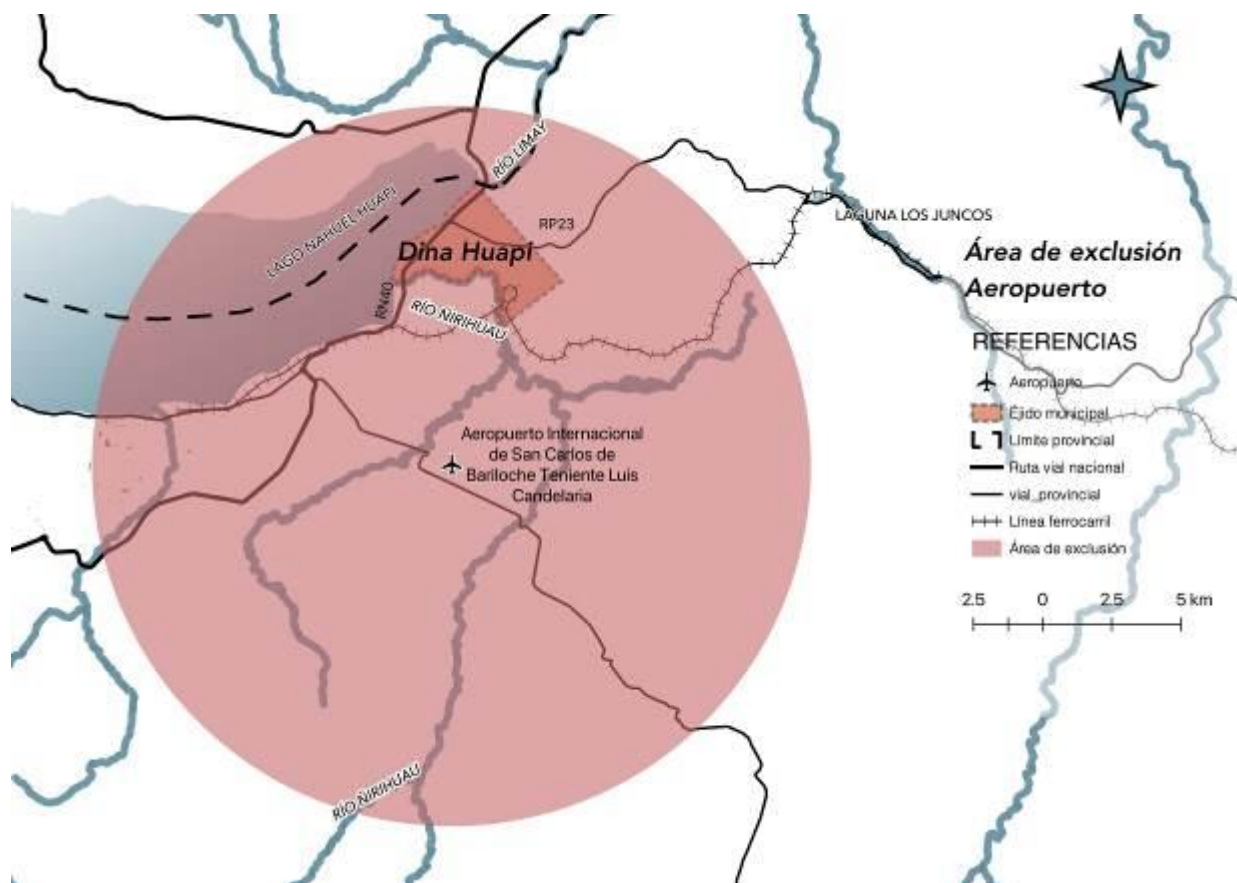 RÍO LIMAY
LAGO NAHUEL HUAPI
RP23
LAGUNA LOS JUNCOS
Dina Huapi
Área de exclusión
Aeropuerto
RN40
RÍO ÑIRIHUAU
REFERENCIAS
Aeropuerto
Éjido municipal
Límite provincial
Ruta vial nacional
vial_provincial
Línea ferrocarril
Área de exclusión
Aeropuerto Internacional
de San Carlos de
Bariloche Teniente Luis
Candelaria
2.5 0 2.5 5 km
RÍO ÑIRIHUAU